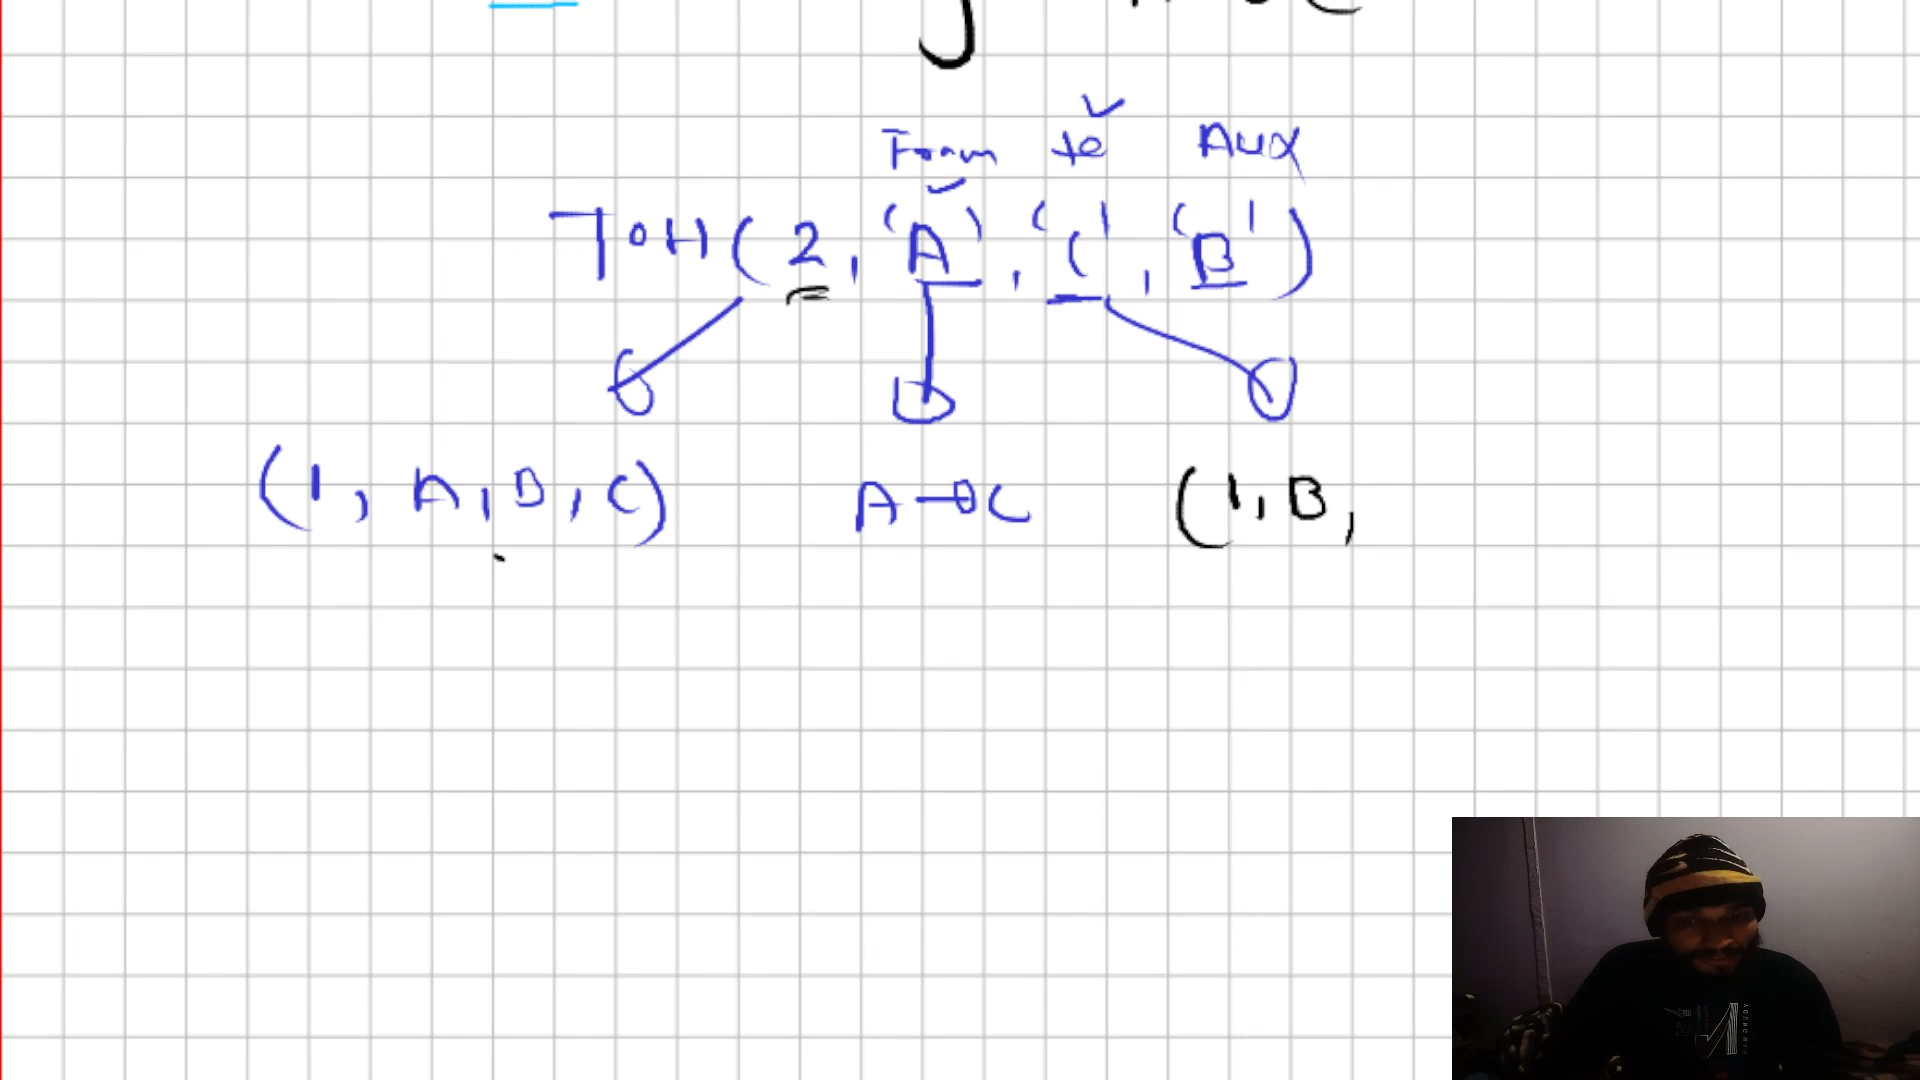 From to Aux
TOH(2, 'A', 'C', 'B')
(1, A, B, C) A→C (1, B,